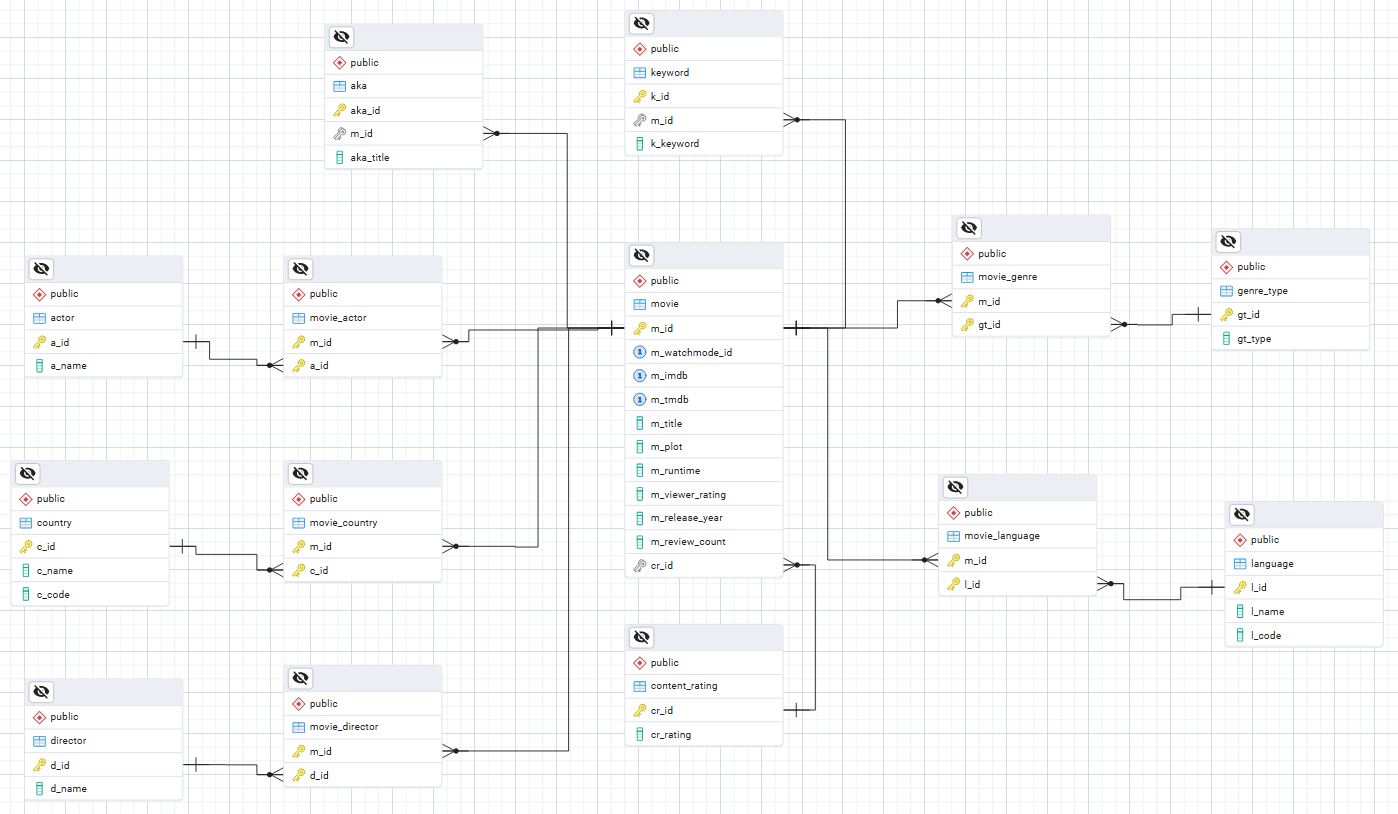 public
aka
aka_id
m_id
aka_title
public
keyword
k_id
m_id
k_keyword
public
actor
a_id
a_name
public
movie_actor
m_id
a_id
public
movie
m_id
1 m_watchmode_id
1 m_imdb
1 m_tmdb
m_title
m_plot
m_runtime
m_viewer_rating
m_release_year
m_review_count
cr_id
public
movie_genre
m_id
gt_id
public
genre_type
gt_id
gt_type
public
country
c_id
c_name
c_code
public
movie_country
m_id
c_id
public
movie_language
m_id
l_id
public
language
l_id
l_name
l_code
public
director
d_id
d_name
public
movie_director
m_id
d_id
public
content_rating
cr_id
cr_rating